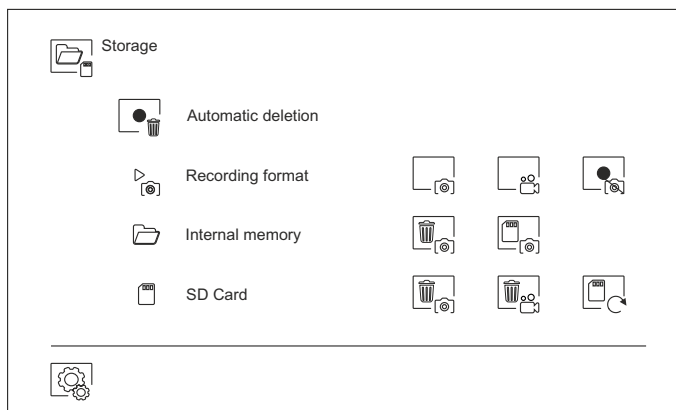 Storage
Automatic deletion
Recording format
Internal memory
SD Card